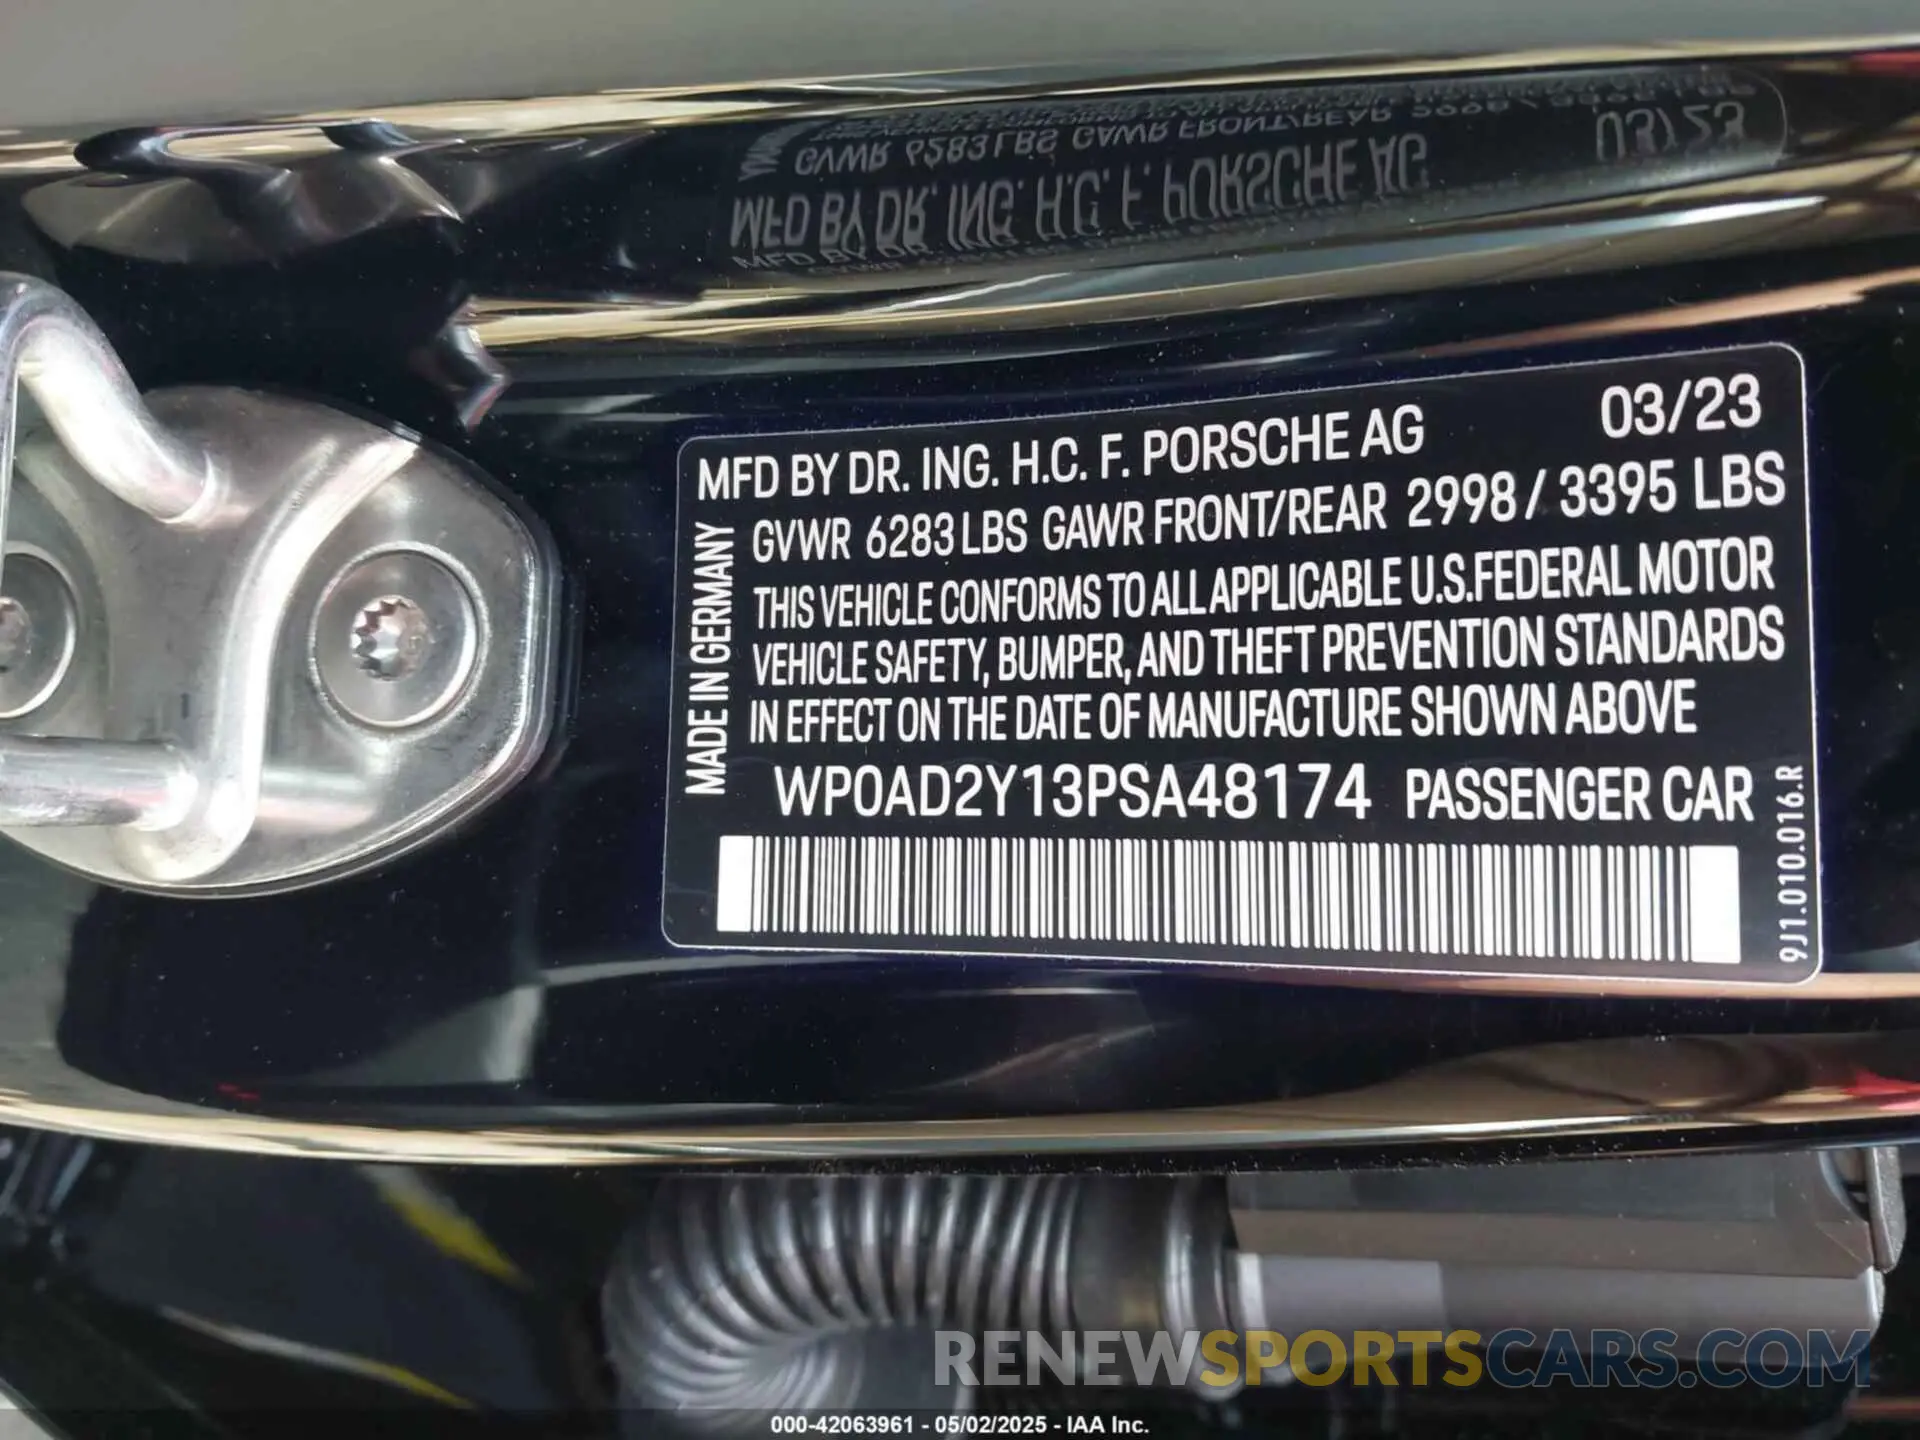 MFD BY DR. ING. H.C. F. PORSCHE AG 03/23
GVWR 6283 LBS GAWR FRONT/REAR 2998 / 3395 LBS
THIS VEHICLE CONFORMS TO ALL APPLICABLE U.S.FEDERAL MOTOR
VEHICLE SAFETY, BUMPER, AND THEFT PREVENTION STANDARDS
IN EFFECT ON THE DATE OF MANUFACTURE SHOWN ABOVE
WP0AD2Y13PSA48174 PASSENGER CAR
MADE IN GERMANY
9J1.010.016.R
RENEWSPORTSCARS.COM
000-42063961 - 05/02/2025 - IAA Inc.